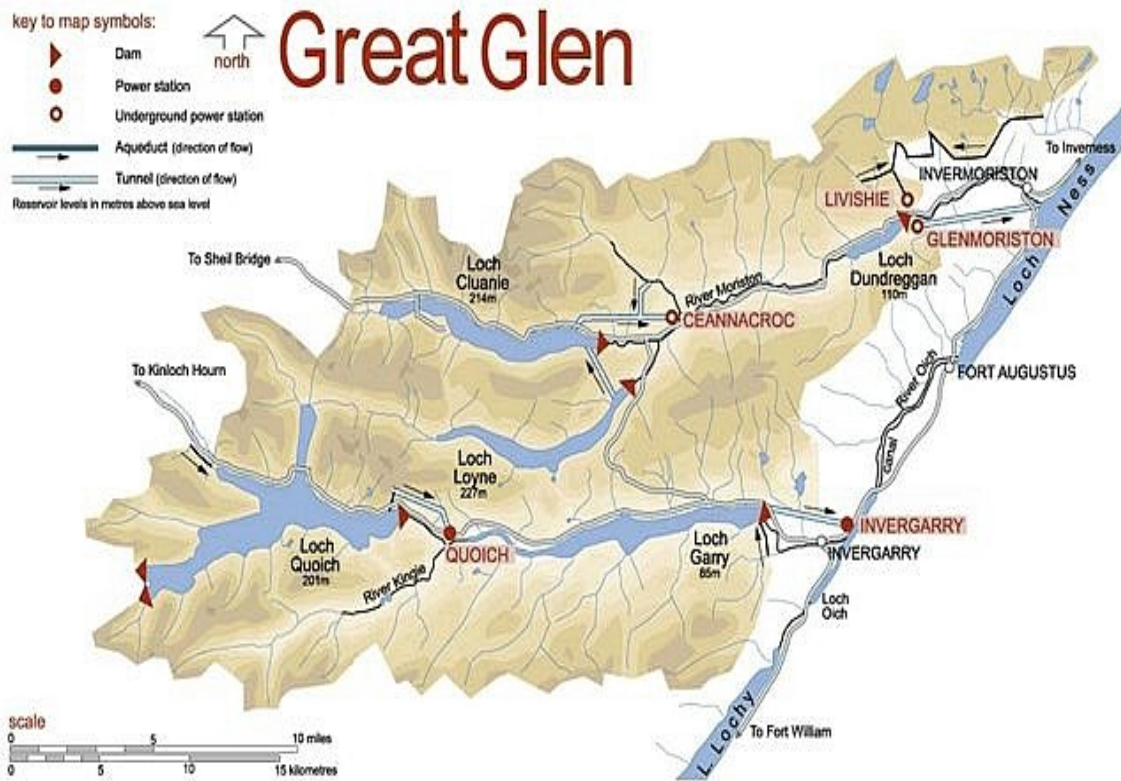 key to map symbols:
Dam
Power station
Underground power station
Aqueduct (direction of flow)
Tunnel (direction of flow)
Reservoir levels in metres above sea level
north
Great Glen
To Inverness
INVERMORISTON
LIVISHIE
GLENMORISTON
Loch Ness
Loch
Dundreggan
110m
To Sheil Bridge
Loch
Cluanie
214m
River Moriston
CEANNACROC
To Kinloch Hourn
River Oich
FORT AUGUSTUS
Canal
Loch
Loyne
227m
INVERGARRY
INVERGARRY
Loch
Quoich
201m
QUOICH
Loch
Garry
85m
River Kingie
Loch
Oich
L. Lochy
To Fort William
scale
0 5 10 miles
0 5 10 15 kilometres